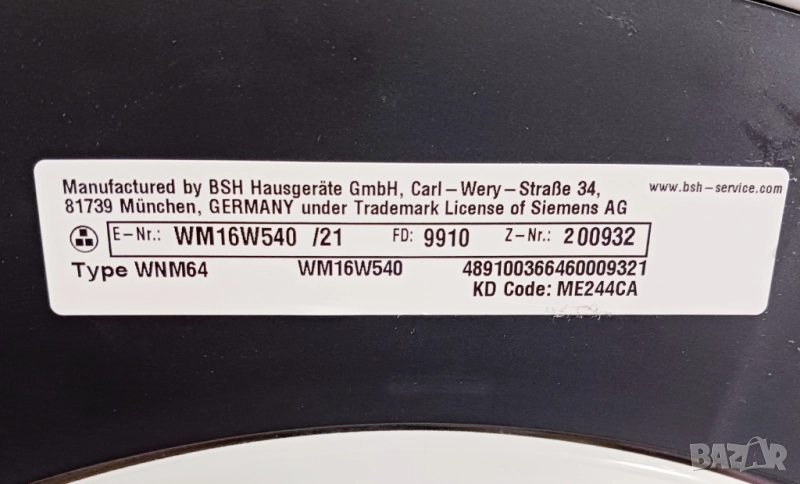 Manufactured by BSH Hausgeräte GmbH, Carl-Wery-Straße 34, www.bsh-service.com
81739 München, GERMANY under Trademark License of Siemens AG
E-Nr.: WM16W540 /21 FD: 9910 Z-Nr.: 200932
Type WNM64 WM16W540 489100366460009321
KD Code: ME244CA
BAZAR